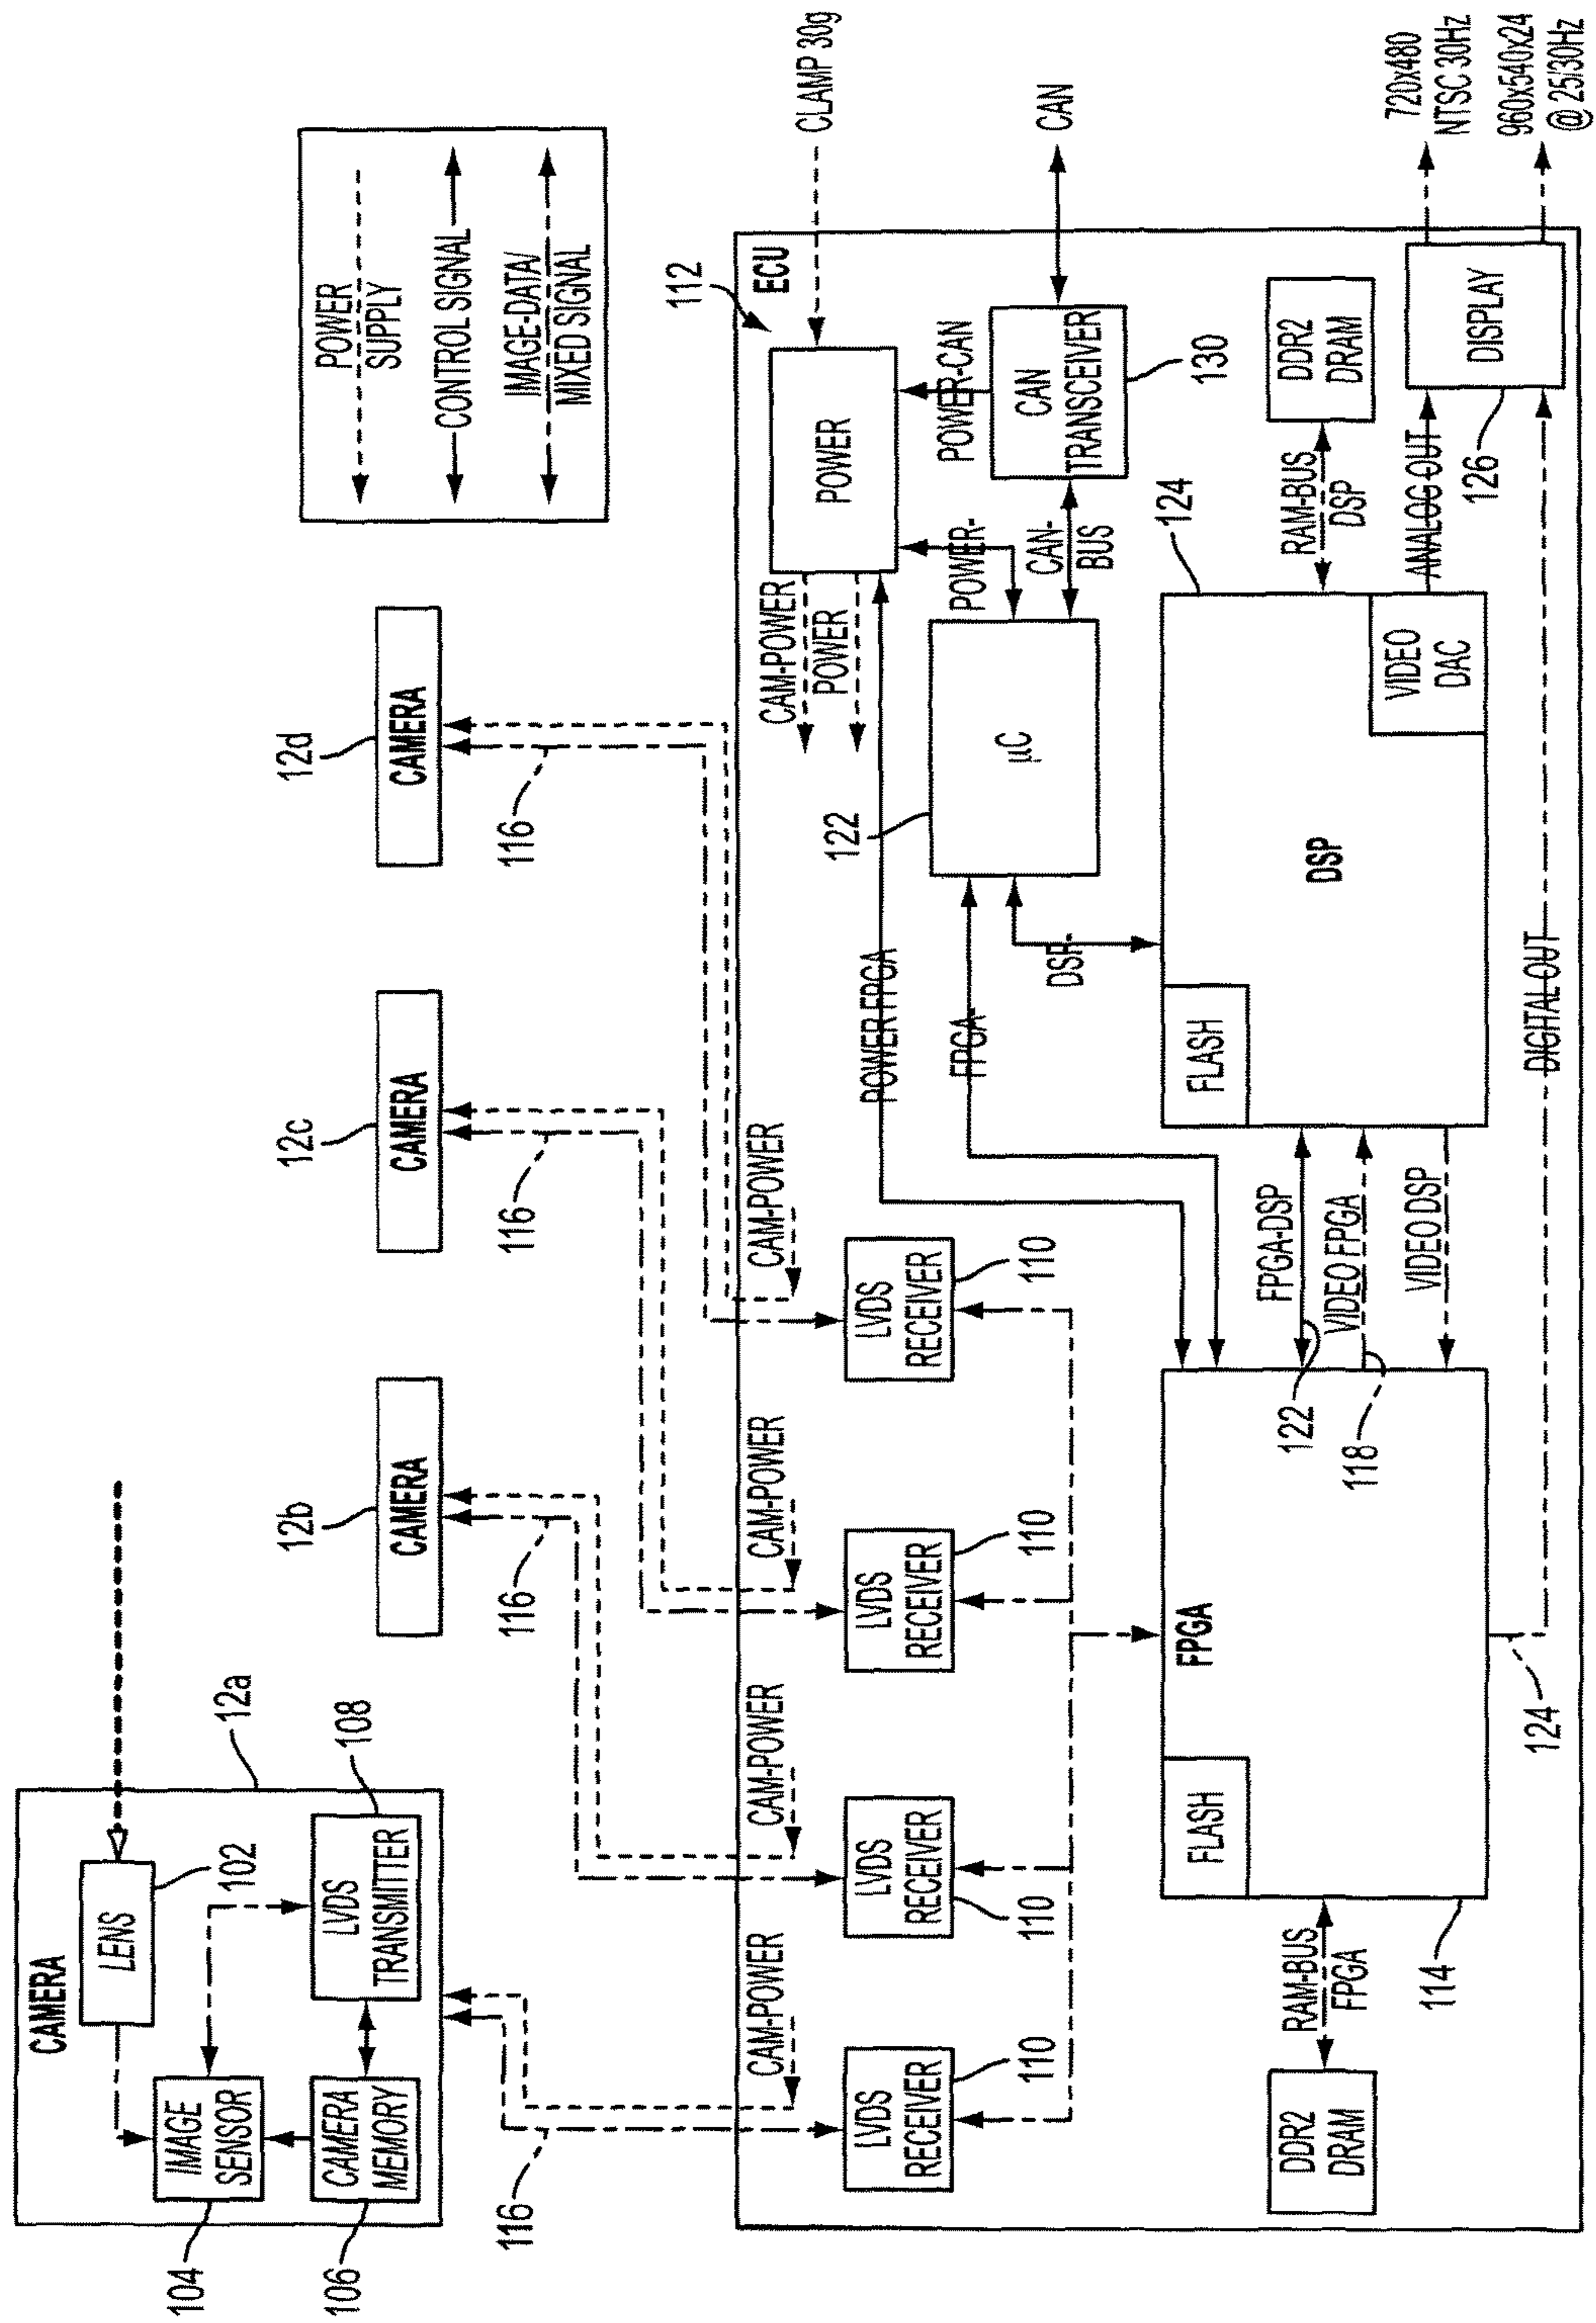 CAMERA
LENS
102
IMAGE
SENSOR
104
CAMERA
MEMORY
106
LVDS
TRANSMITTER
108
12a
116
CAMERA
12b
116
CAMERA
12c
116
CAMERA
12d
116
POWER
SUPPLY
CONTROL SIGNAL
IMAGE-DATA/
MIXED SIGNAL
ECU
112
CAM-POWER
CAM-POWER
CAM-POWER
CAM-POWER
LVDS
RECEIVER
110
LVDS
RECEIVER
110
LVDS
RECEIVER
110
LVDS
RECEIVER
110
CAM-POWER
POWER
POWER
CLAMP 30g
POWER-CAN
CAN
TRANSCEIVER
130
CAN
POWER-
CAN-
BUS
µC
122
POWER FPGA
FPGA-
DSP-
DDR2
DRAM
RAM-BUS
FPGA
FLASH
FPGA
114
122
118
124
FPGA-DSP
VIDEO FPGA
VIDEO DSP
FLASH
DSP
124
VIDEO
DAC
RAM-BUS
DSP
DDR2
DRAM
ANALOG OUT
DIGITAL OUT
DISPLAY
126
720x480
NTSC 30Hz
960x540x24
@ 25/30Hz